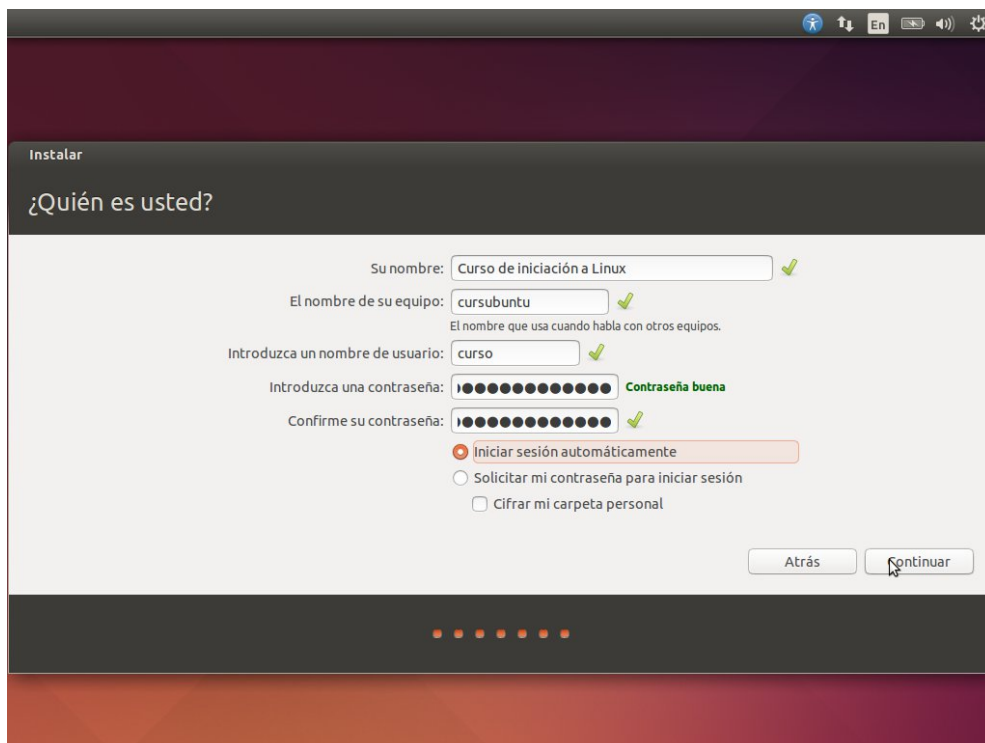 En
Instalar
¿Quién es usted?
Su nombre: Curso de iniciación a Linux
El nombre de su equipo: cursubuntu
El nombre que usa cuando habla con otros equipos.
Introduzca un nombre de usuario: curso
Introduzca una contraseña: ●●●●●●●●●●●● Contraseña buena
Confirme su contraseña: ●●●●●●●●●●●●
Iniciar sesión automáticamente
Solicitar mi contraseña para iniciar sesión
Cifrar mi carpeta personal
Atrás Continuar